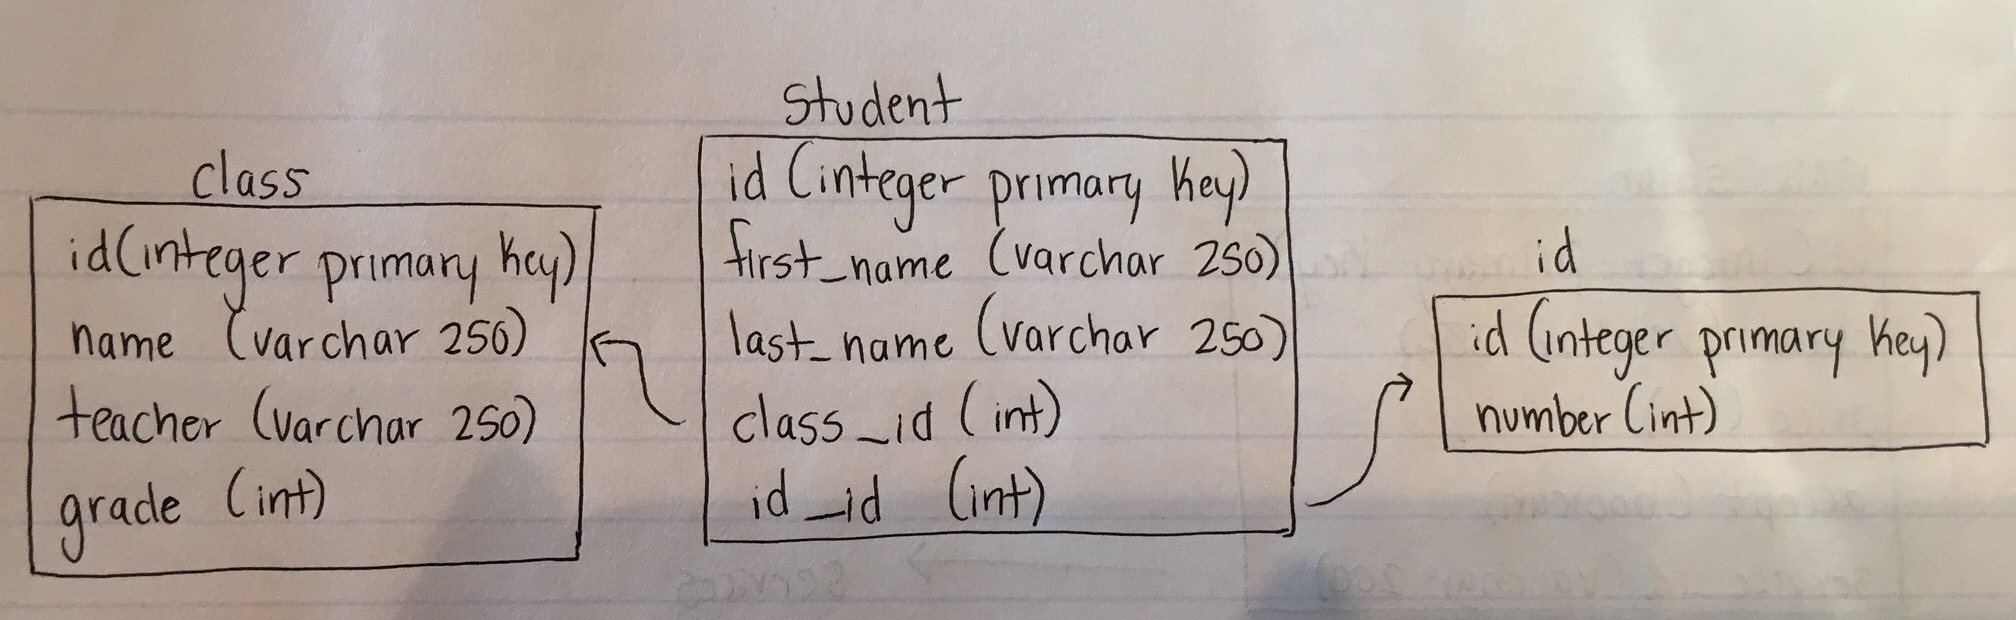 class
id (integer primary key)
name (varchar 250)
teacher (varchar 250)
grade (int)
Student
id (integer primary key)
first_name (varchar 250)
last_name (varchar 250)
class_id (int)
id_id (int)
id
id (integer primary key)
number (int)